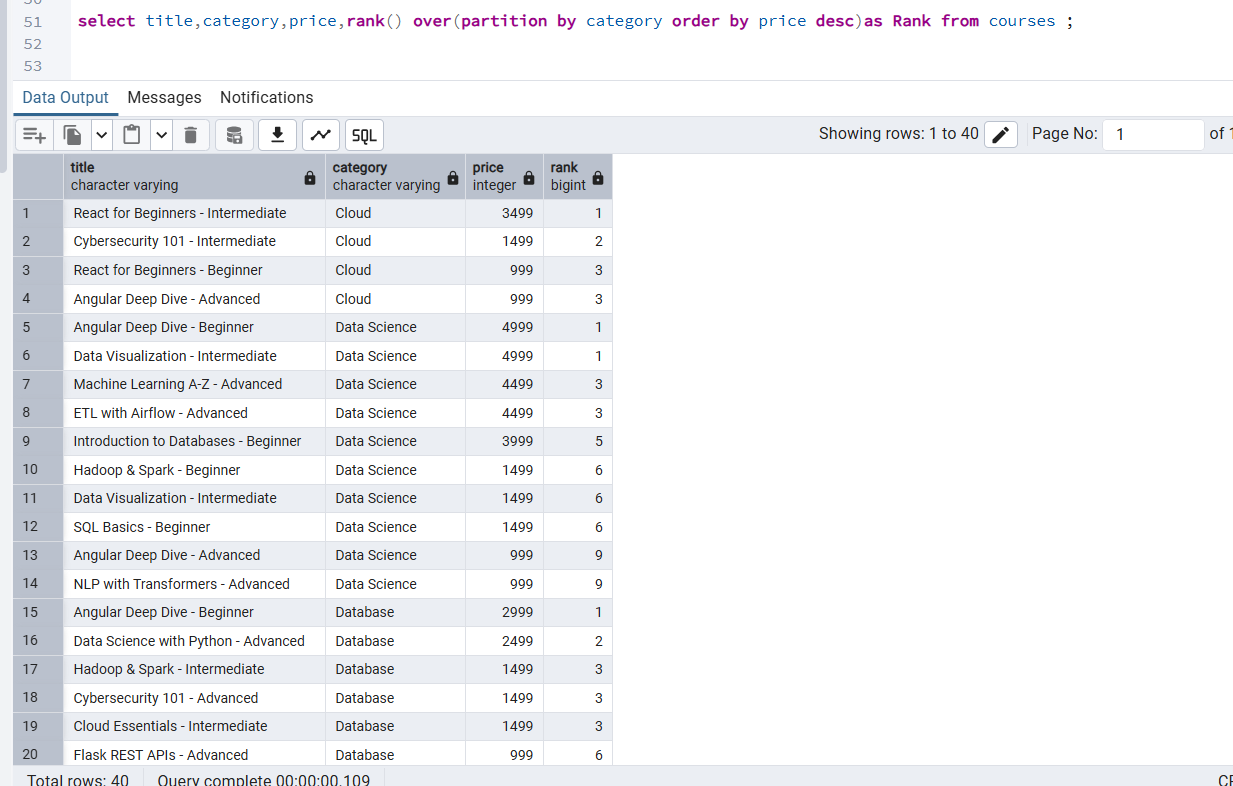 50
51 select title,category,price,rank() over(partition by category order by price desc)as Rank from courses ;
52
53
Data Output Messages Notifications
SQL Showing rows: 1 to 40 Page No: 1 of 1
title category price rank
character varying character varying integer bigint
1 React for Beginners - Intermediate Cloud 3499 1
2 Cybersecurity 101 - Intermediate Cloud 1499 2
3 React for Beginners - Beginner Cloud 999 3
4 Angular Deep Dive - Advanced Cloud 999 3
5 Angular Deep Dive - Beginner Data Science 4999 1
6 Data Visualization - Intermediate Data Science 4999 1
7 Machine Learning A-Z - Advanced Data Science 4499 3
8 ETL with Airflow - Advanced Data Science 4499 3
9 Introduction to Databases - Beginner Data Science 3999 5
10 Hadoop & Spark - Beginner Data Science 1499 6
11 Data Visualization - Intermediate Data Science 1499 6
12 SQL Basics - Beginner Data Science 1499 6
13 Angular Deep Dive - Advanced Data Science 999 9
14 NLP with Transformers - Advanced Data Science 999 9
15 Angular Deep Dive - Beginner Database 2999 1
16 Data Science with Python - Advanced Database 2499 2
17 Hadoop & Spark - Intermediate Database 1499 3
18 Cybersecurity 101 - Advanced Database 1499 3
19 Cloud Essentials - Intermediate Database 1499 3
20 Flask REST APIs - Advanced Database 999 6
Total rows: 40 Query complete 00:00:00.109